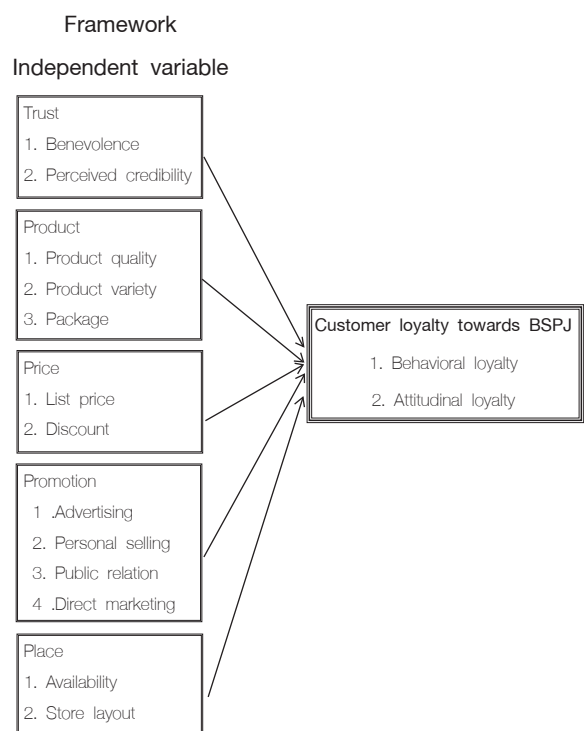 Framework
Independent variable
Trust
1. Benevolence
2. Perceived credibility
Product
1. Product quality
2. Product variety
3. Package
Price
1. List price
2. Discount
Promotion
1 .Advertising
2. Personal selling
3. Public relation
4 .Direct marketing
Place
1. Availability
2. Store layout
Customer loyalty towards BSPJ
1. Behavioral loyalty
2. Attitudinal loyalty